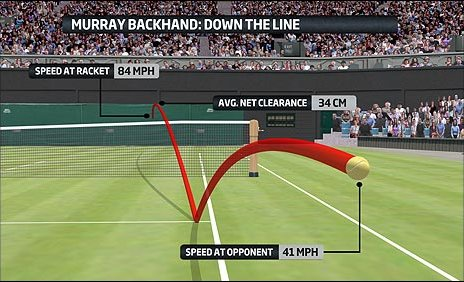 MURRAY BACKHAND: DOWN THE LINE
SPEED AT RACKET 84 MPH
AVG. NET CLEARANCE 34 CM
SPEED AT OPPONENT 41 MPH